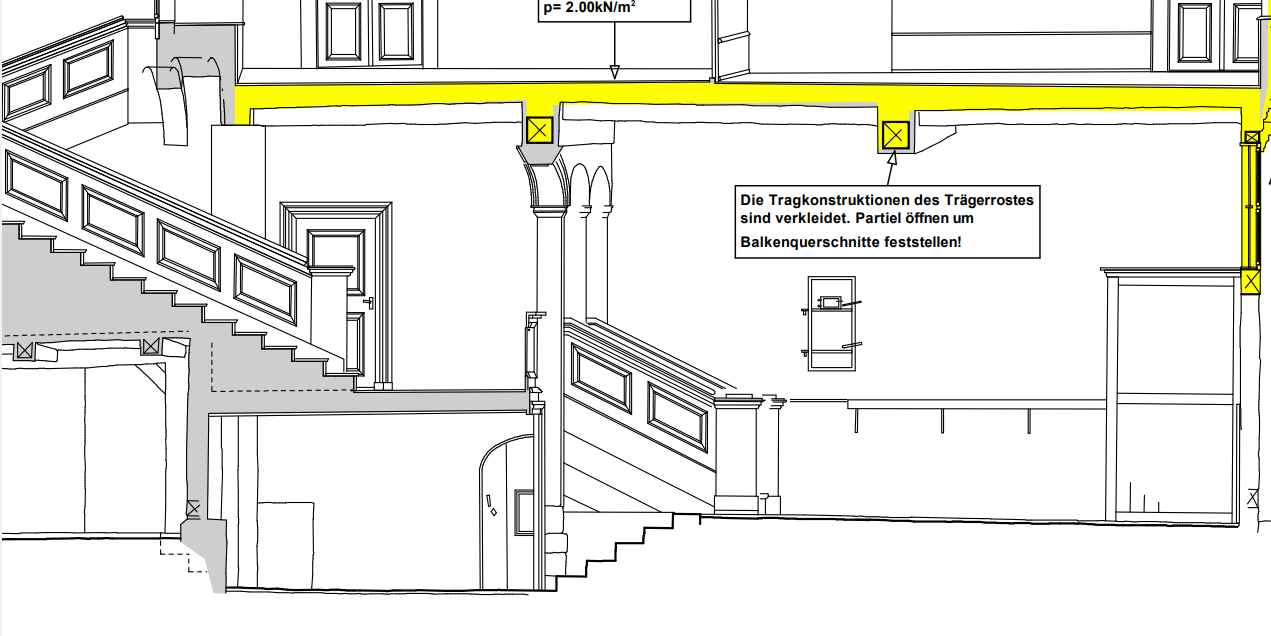 p= 2.00kN/m²
Die Tragkonstruktionen des Trägerrostes
sind verkleidet. Partiel öffnen um
Balkenquerschnitte feststellen!